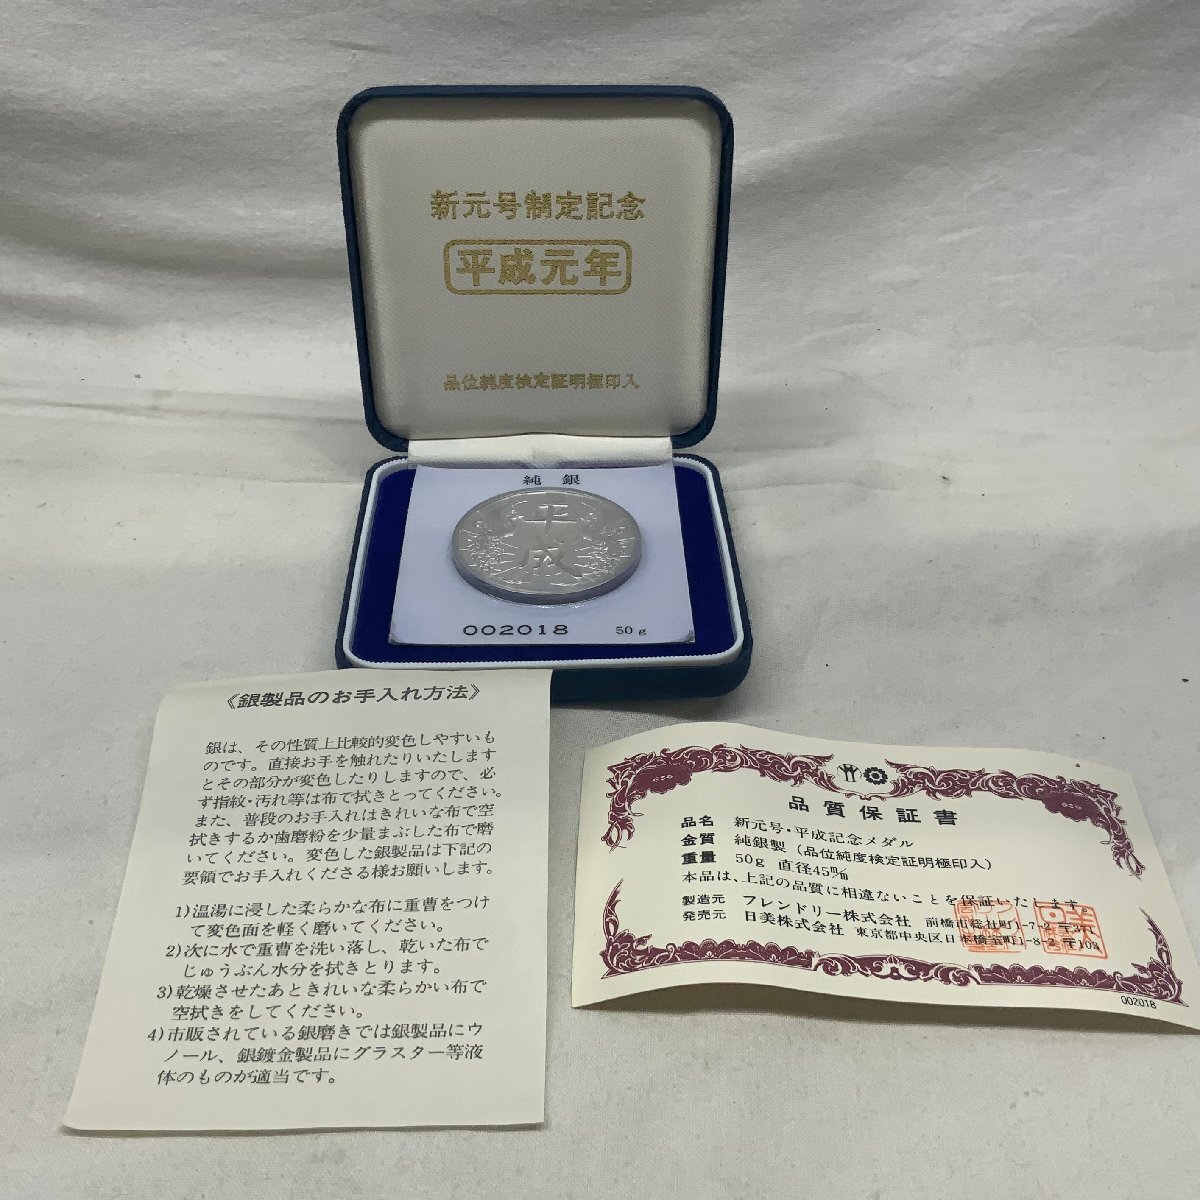 新元号制定記念
平成元年
品位純度検定証明極印入
純 銀
平
成
002018 50g
《銀製品のお手入れ方法》
銀は、その性質上比較的変色しやすいも
のです。直接お手を触れたりいたします
とその部分が変色したりしますので、必
ず指紋・汚れ等は布で拭きとってください。
また、普段のお手入れはきれいな布で空
拭きするか歯磨粉を少量まぶした布で磨
いてください。変色した銀製品は下記の
要領でお手入れくださる様お願いします。
1)温湯に浸した柔らかな布に重曹をつけ
て変色面を軽く磨いてください。
2)次に水で重曹を洗い落し、乾いた布で
じゅうぶん水分を拭きとります。
3)乾燥させたあときれいな柔らかい布で
空拭きをしてください。
4)市販されている銀磨きでは銀製品にウ
ノール、銀鍍金製品にグラスター等液
体のものが適当です。
品質保証書
品名 新元号・平成記念メダル
金質 純銀製(品位純度検定証明極印入)
重量 50g 直径45m/m
本品は、上記の品質に相違ないことを保証いたします
製造元 フレンドリー株式会社 前橋市総社町1-7-2 〒371
発売元 日美株式会社 東京都中央区日本橋室町1-8-2 〒103
002018